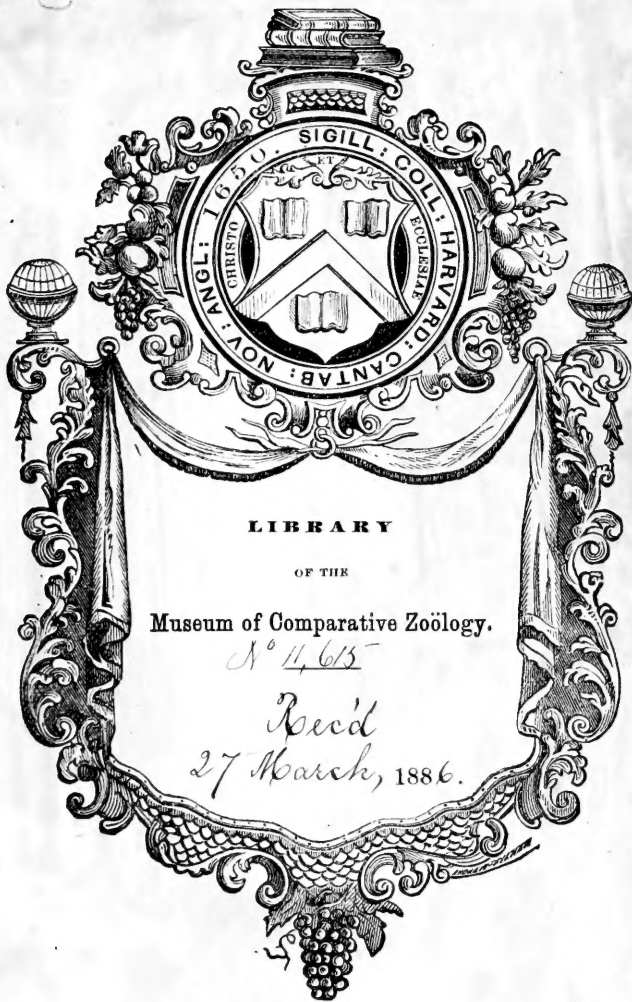 SIGILL: COLL: HARVARD: CANTAB: NOV: ANGL: 1650.
CHRISTO ET ECCLESIAE
LIBRARY
OF THE
Museum of Comparative Zoölogy.
No 11,615
Rec'd
27 March, 1886.